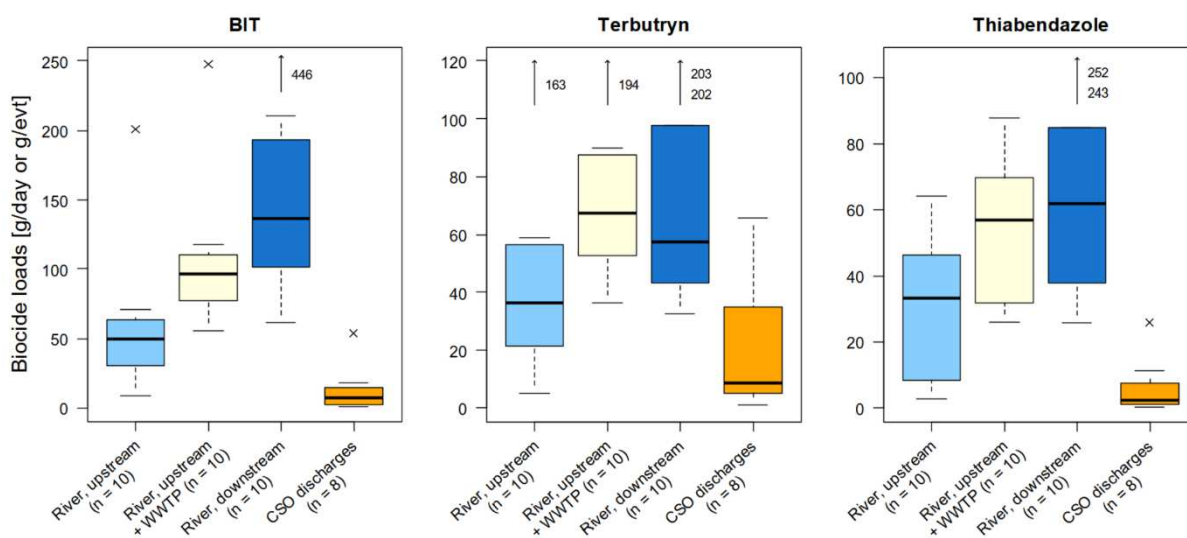 BIT
Terbutryn
Thiabendazole
Biocide loads [g/day or g/evt]
250
200
150
100
50
0
446
River, upstream
(n = 10)
River, upstream
+ WWTP (n = 10)
River, downstream
(n = 10)
CSO discharges
(n = 8)
120
100
80
60
40
20
0
163
194
203
202
River, upstream
(n = 10)
River, upstream
+ WWTP (n = 10)
River, downstream
(n = 10)
CSO discharges
(n = 8)
100
80
60
40
20
0
252
243
River, upstream
(n = 10)
River, upstream
+ WWTP (n = 10)
River, downstream
(n = 10)
CSO discharges
(n = 8)